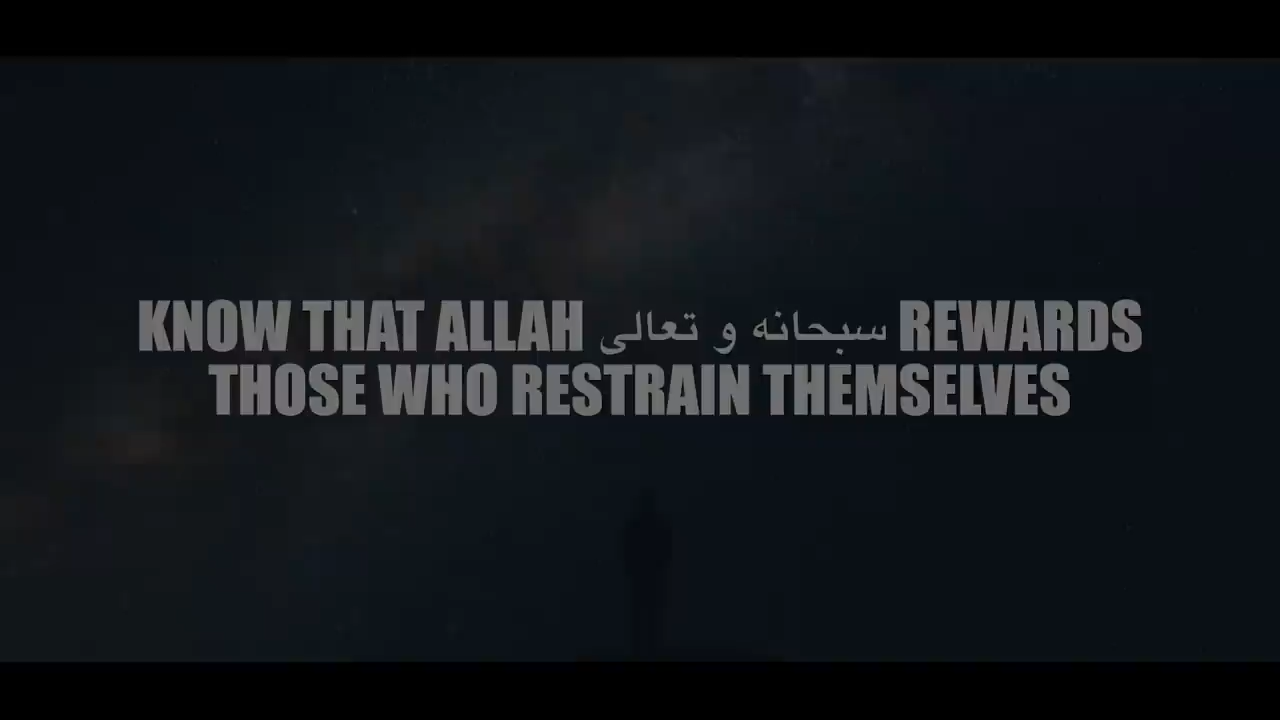 KNOW THAT ALLAH سبحانه و تعالى REWARDS
THOSE WHO RESTRAIN THEMSELVES